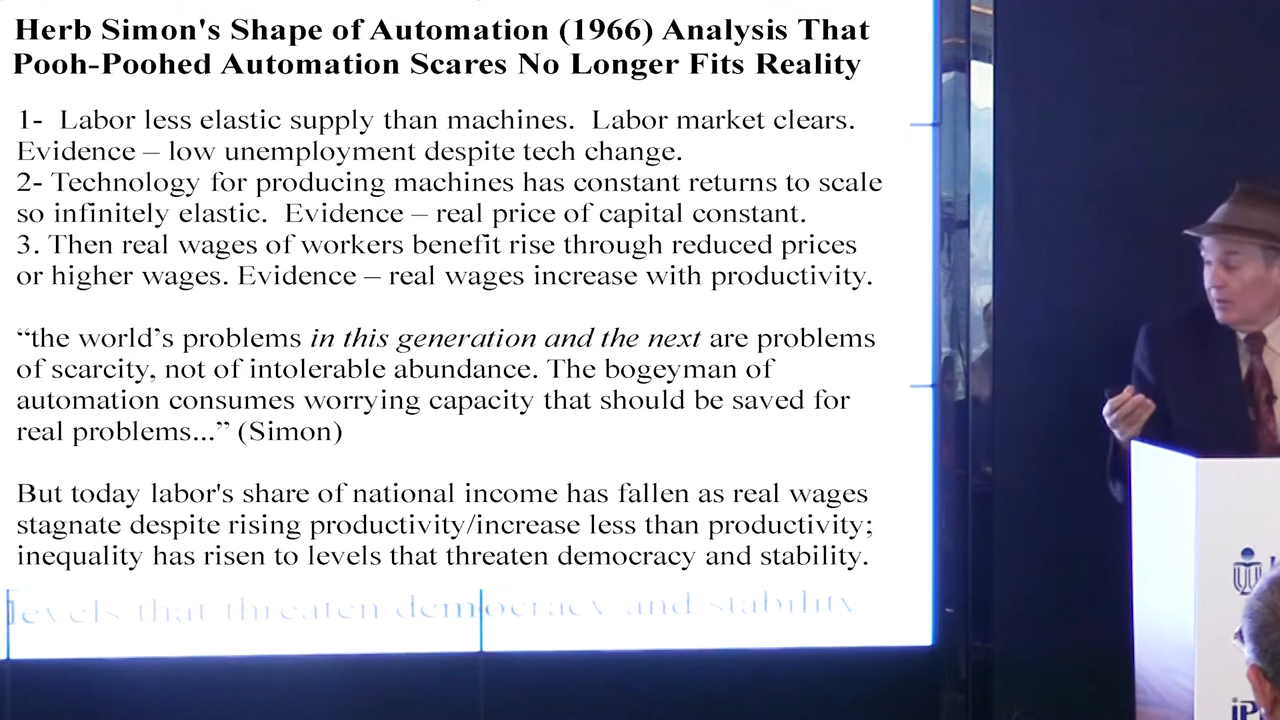 Herb Simon's Shape of Automation (1966) Analysis That
Pooh-Poohed Automation Scares No Longer Fits Reality
1- Labor less elastic supply than machines. Labor market clears.
Evidence – low unemployment despite tech change.
2- Technology for producing machines has constant returns to scale
so infinitely elastic. Evidence – real price of capital constant.
3. Then real wages of workers benefit rise through reduced prices
or higher wages. Evidence – real wages increase with productivity.
“the world’s problems in this generation and the next are problems
of scarcity, not of intolerable abundance. The bogeyman of
automation consumes worrying capacity that should be saved for
real problems...” (Simon)
But today labor's share of national income has fallen as real wages
stagnate despite rising productivity/increase less than productivity;
inequality has risen to levels that threaten democracy and stability.
levels that threaten democracy and stability